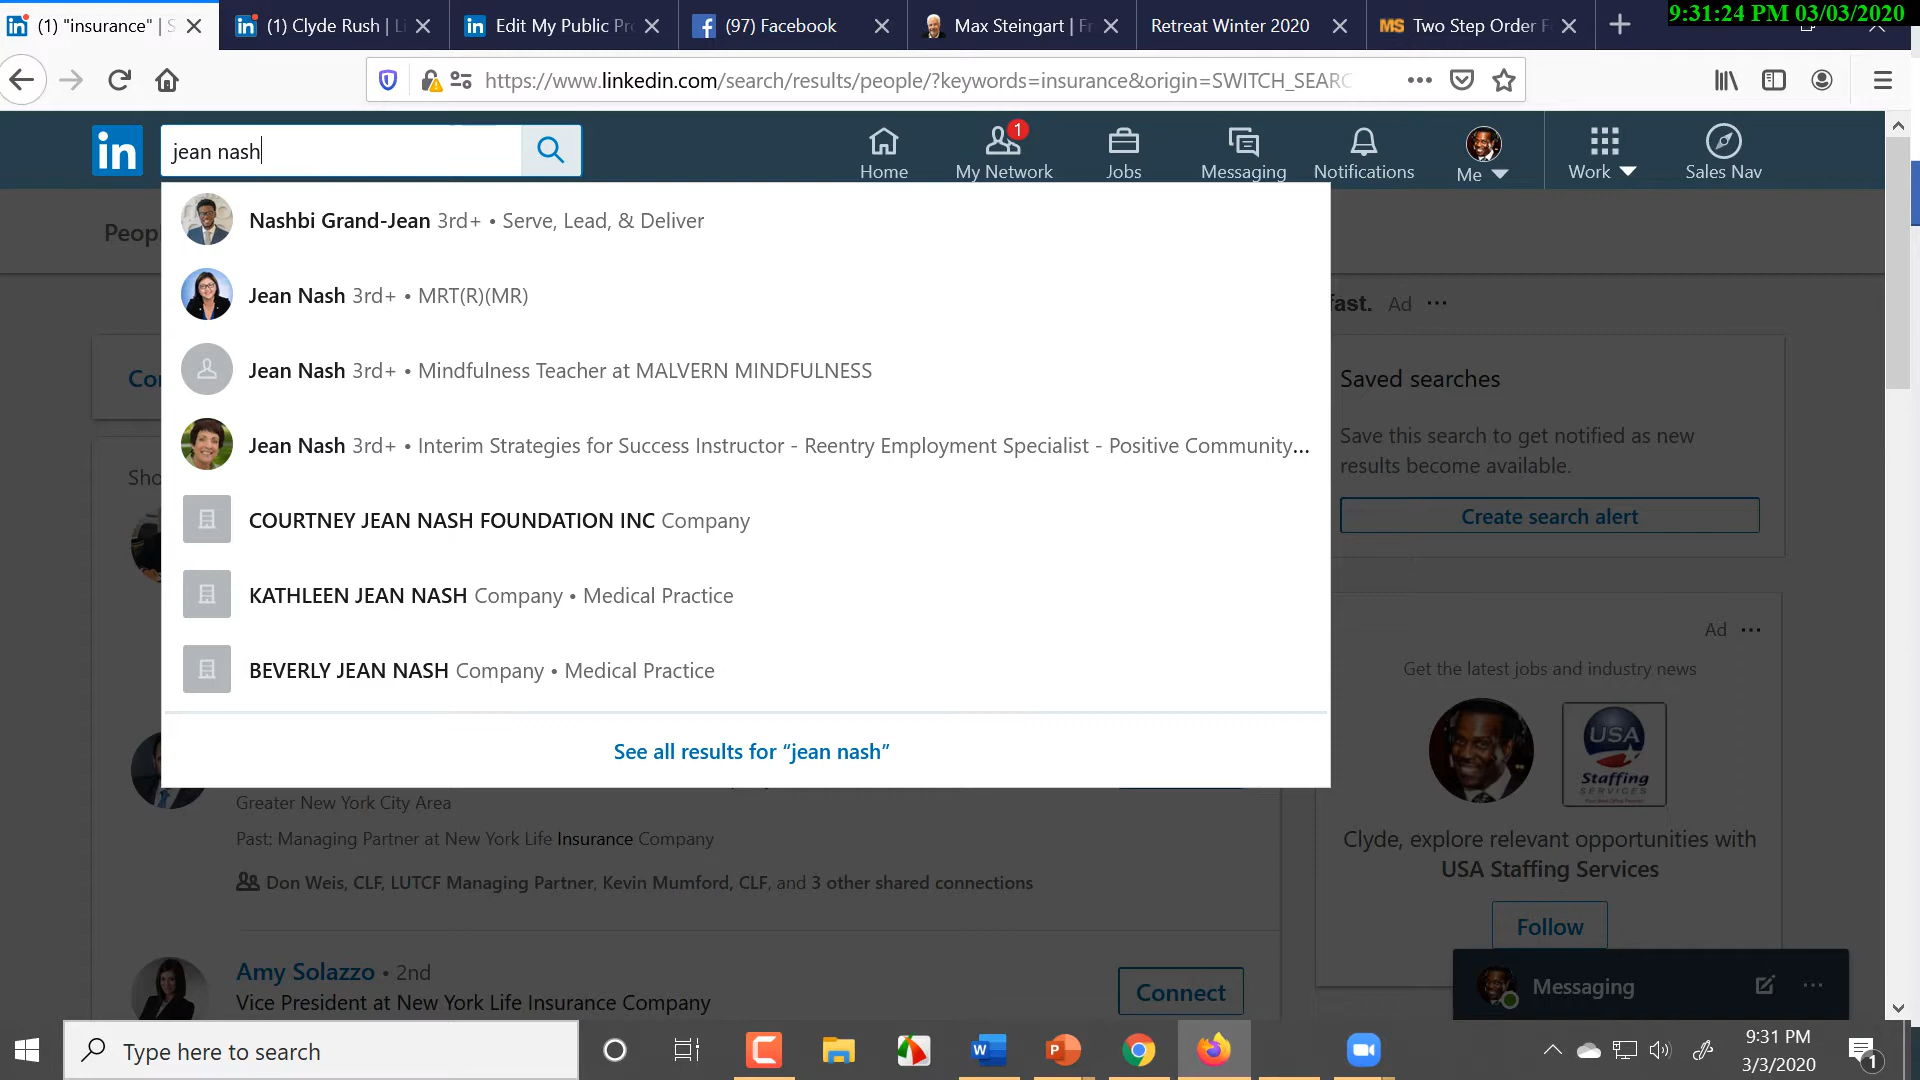 (1) "insurance" | S
(1) Clyde Rush | Li
Edit My Public Pro
(97) Facebook
Max Steingart | Fr
Retreat Winter 2020
MS Two Step Order F
9:31:24 PM 03/03/2020
https://www.linkedin.com/search/results/people/?keywords=insurance&origin=SWITCH_SEARC
in
jean nash
Home
My Network
1
Jobs
Messaging
Notifications
Me
Work
Sales Nav
Peop
Nashbi Grand-Jean 3rd+ • Serve, Lead, & Deliver
Jean Nash 3rd+ • MRT(R)(MR)
Jean Nash 3rd+ • Mindfulness Teacher at MALVERN MINDFULNESS
Jean Nash 3rd+ • Interim Strategies for Success Instructor - Reentry Employment Specialist - Positive Community...
COURTNEY JEAN NASH FOUNDATION INC Company
KATHLEEN JEAN NASH Company • Medical Practice
BEVERLY JEAN NASH Company • Medical Practice
See all results for “jean nash”
fast. Ad
Con
Sho
Saved searches
Save this search to get notified as new
results become available.
Create search alert
Ad
Get the latest jobs and industry news
USA
Staffing
SERVICES
Clyde, explore relevant opportunities with
USA Staffing Services
Follow
Greater New York City Area
Past: Managing Partner at New York Life Insurance Company
Don Weis, CLF, LUTCF Managing Partner, Kevin Mumford, CLF, and 3 other shared connections
Amy Solazzo • 2nd
Vice President at New York Life Insurance Company
Connect
Messaging
Type here to search
9:31 PM
3/3/2020
1